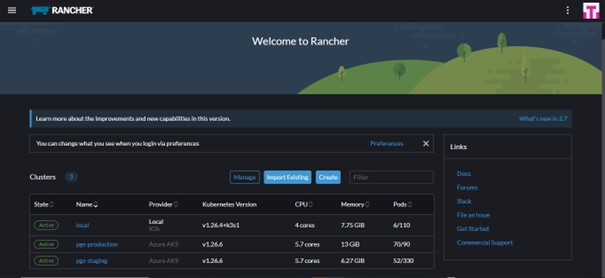 RANCHER
Welcome to Rancher
Learn more about the improvements and new capabilities in this version.
What's new in 2.7
You can change what you see when you login via preferences
Preferences
Links
Docs
Forums
Slack
File an Issue
Get Started
Commercial Support
Clusters 3
Manage Import Existing Create Filter
State Name Provider Kubernetes Version CPU Memory Pods
Active local Local K3s v1.26.4+k3s1 4 cores 7.75 GiB 6/110
Active pgr-production Azure AKS v1.26.6 5.7 cores 13 GiB 70/90
Active pgr-staging Azure AKS v1.26.6 5.7 cores 6.27 GiB 52/330